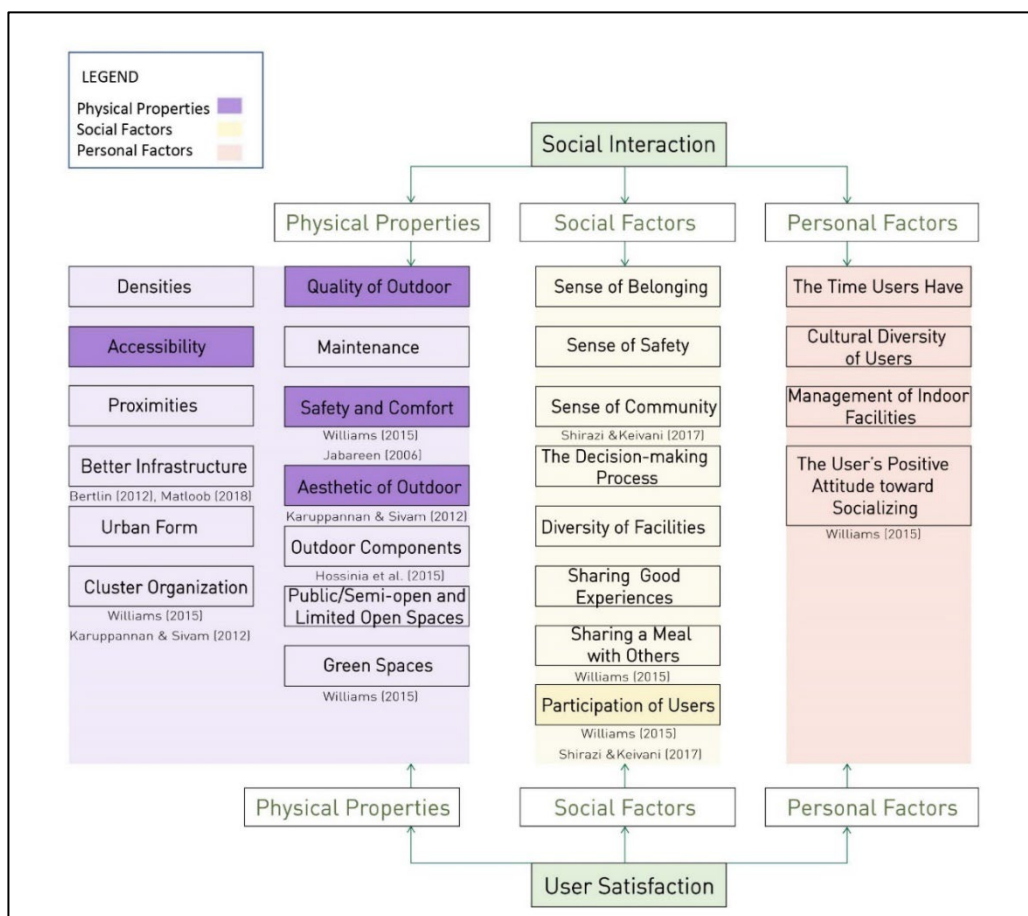 LEGEND
Physical Properties
Social Factors
Personal Factors
Social Interaction
Physical Properties
Social Factors
Personal Factors
Densities
Accessibility
Proximities
Better Infrastructure
Bertlin (2012), Matloob (2018)
Urban Form
Cluster Organization
Williams (2015)
Karuppannan & Sivam (2012)
Quality of Outdoor
Maintenance
Safety and Comfort
Williams (2015)
Jabareen (2006)
Aesthetic of Outdoor
Karuppannan & Sivam (2012)
Outdoor Components
Hossinia et al. (2015)
Public/Semi-open and
Limited Open Spaces
Green Spaces
Williams (2015)
Sense of Belonging
Sense of Safety
Sense of Community
Shirazi &Keivani (2017)
The Decision-making
Process
Diversity of Facilities
Sharing Good
Experiences
Sharing a Meal
with Others
Williams (2015)
Participation of Users
Williams (2015)
Shirazi &Keivani (2017)
The Time Users Have
Cultural Diversity
of Users
Management of Indoor
Facilities
The User's Positive
Attitude toward
Socializing
Williams (2015)
Physical Properties
Social Factors
Personal Factors
User Satisfaction